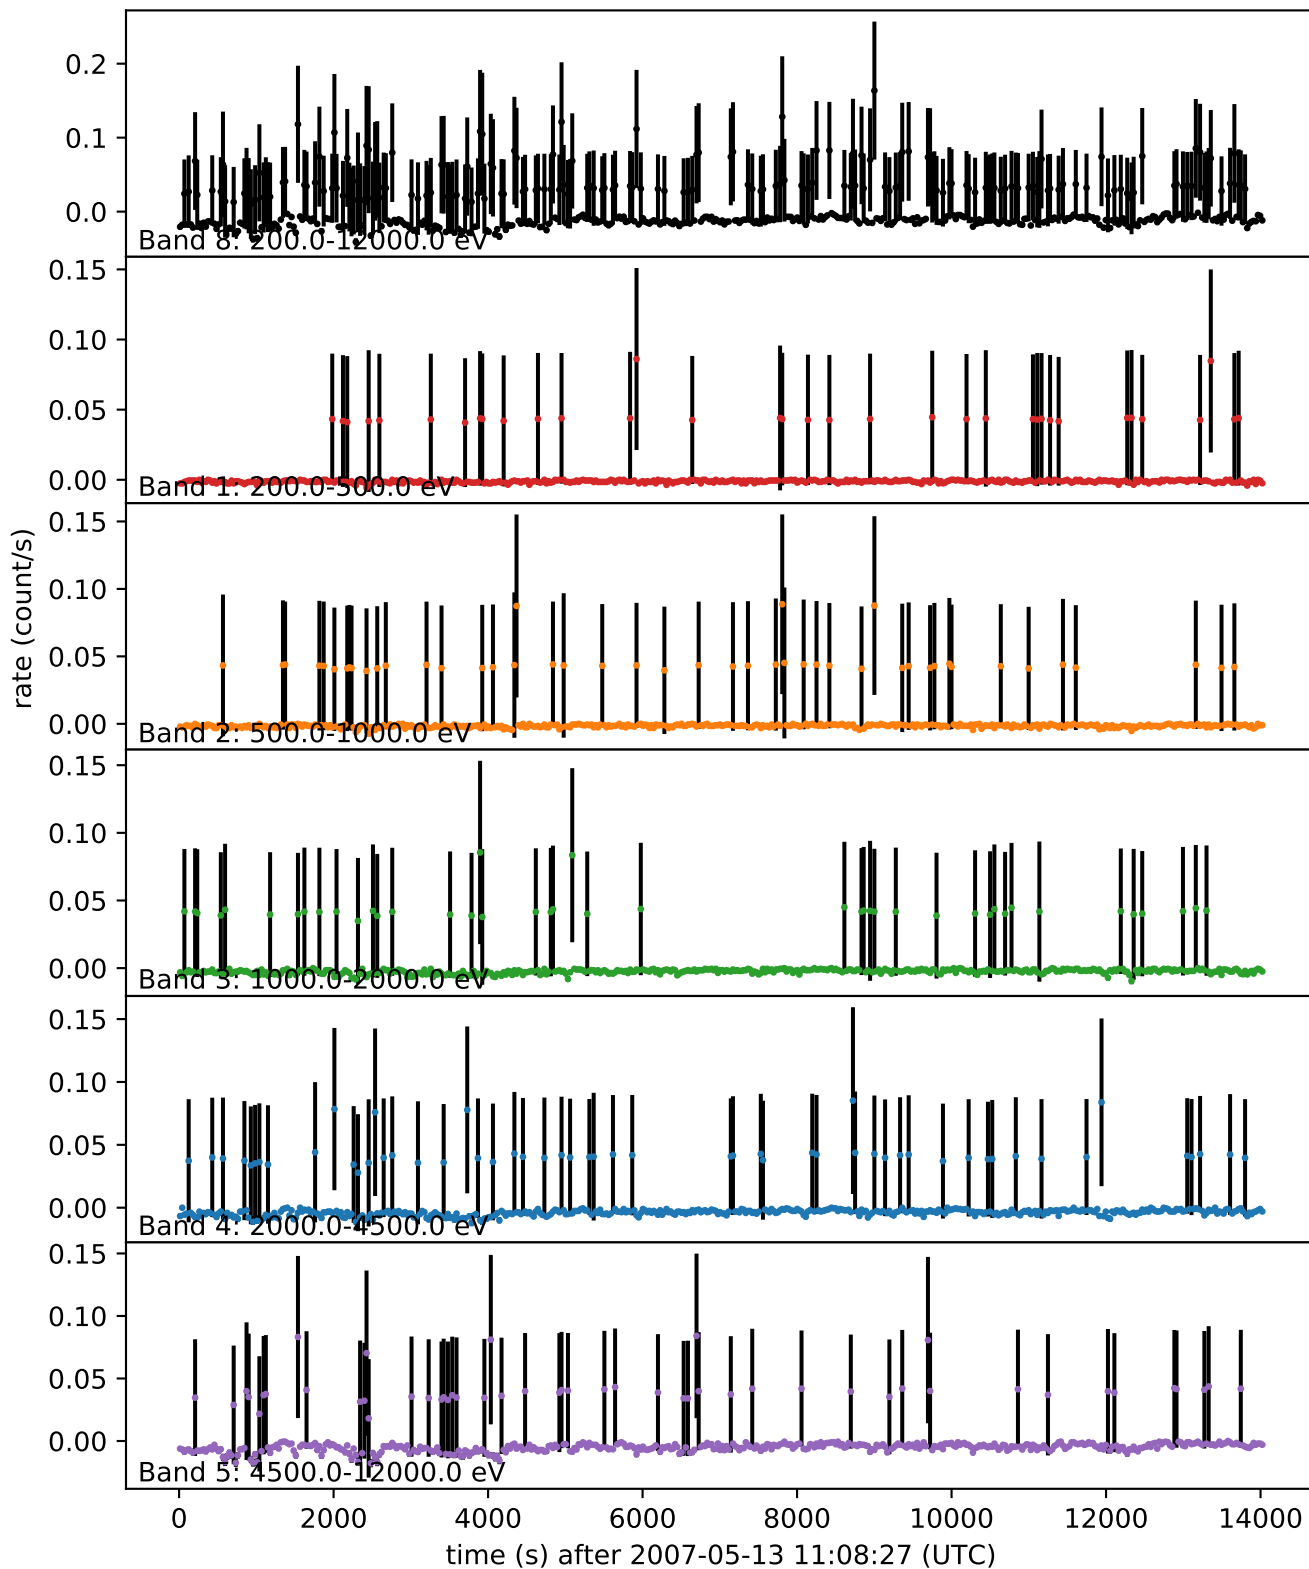 0.2
0.1
0.0
Band 8: 200.0-12000.0 eV
0.15
0.10
0.05
0.00
Band 1: 200.0-500.0 eV
0.15
0.10
0.05
0.00
Band 2: 500.0-1000.0 eV
rate (count/s)
0.15
0.10
0.05
0.00
Band 3: 1000.0-2000.0 eV
0.15
0.10
0.05
0.00
Band 4: 2000.0-4500.0 eV
0.15
0.10
0.05
0.00
Band 5: 4500.0-12000.0 eV
0 2000 4000 6000 8000 10000 12000 14000
time (s) after 2007-05-13 11:08:27 (UTC)